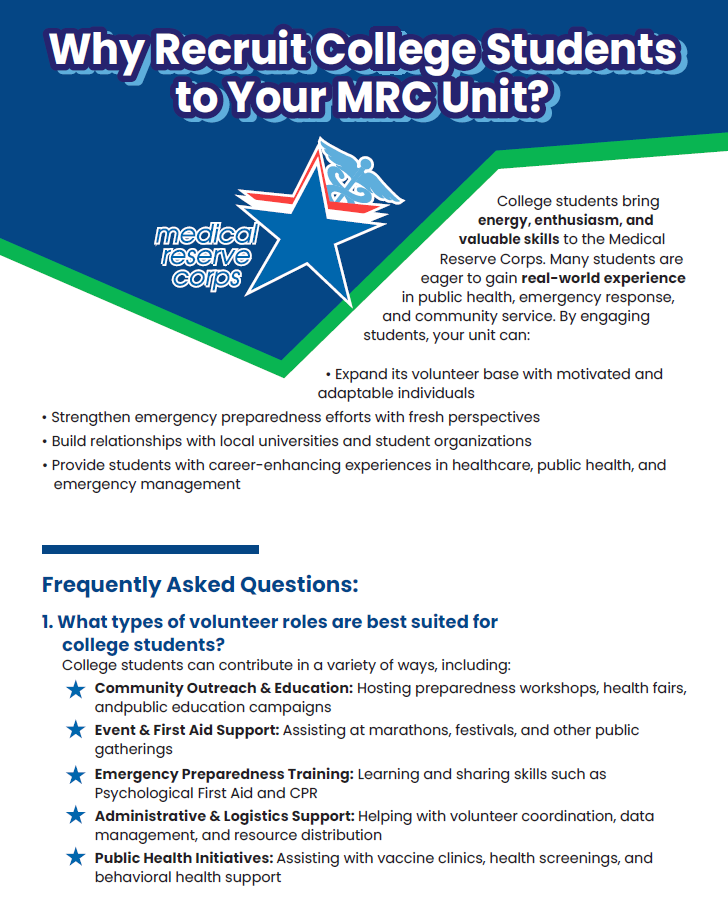 Why Recruit College Students
to Your MRC Unit?
medical
reserve
corps
College students bring
energy, enthusiasm, and
valuable skills to the Medical
Reserve Corps. Many students are
eager to gain real-world experience
in public health, emergency response,
and community service. By engaging
students, your unit can:
• Expand its volunteer base with motivated and
adaptable individuals
• Strengthen emergency preparedness efforts with fresh perspectives
• Build relationships with local universities and student organizations
• Provide students with career-enhancing experiences in healthcare, public health, and
emergency management
Frequently Asked Questions:
1. What types of volunteer roles are best suited for
college students?
College students can contribute in a variety of ways, including:
Community Outreach & Education: Hosting preparedness workshops, health fairs,
andpublic education campaigns
Event & First Aid Support: Assisting at marathons, festivals, and other public
gatherings
Emergency Preparedness Training: Learning and sharing skills such as
Psychological First Aid and CPR
Administrative & Logistics Support: Helping with volunteer coordination, data
management, and resource distribution
Public Health Initiatives: Assisting with vaccine clinics, health screenings, and
behavioral health support